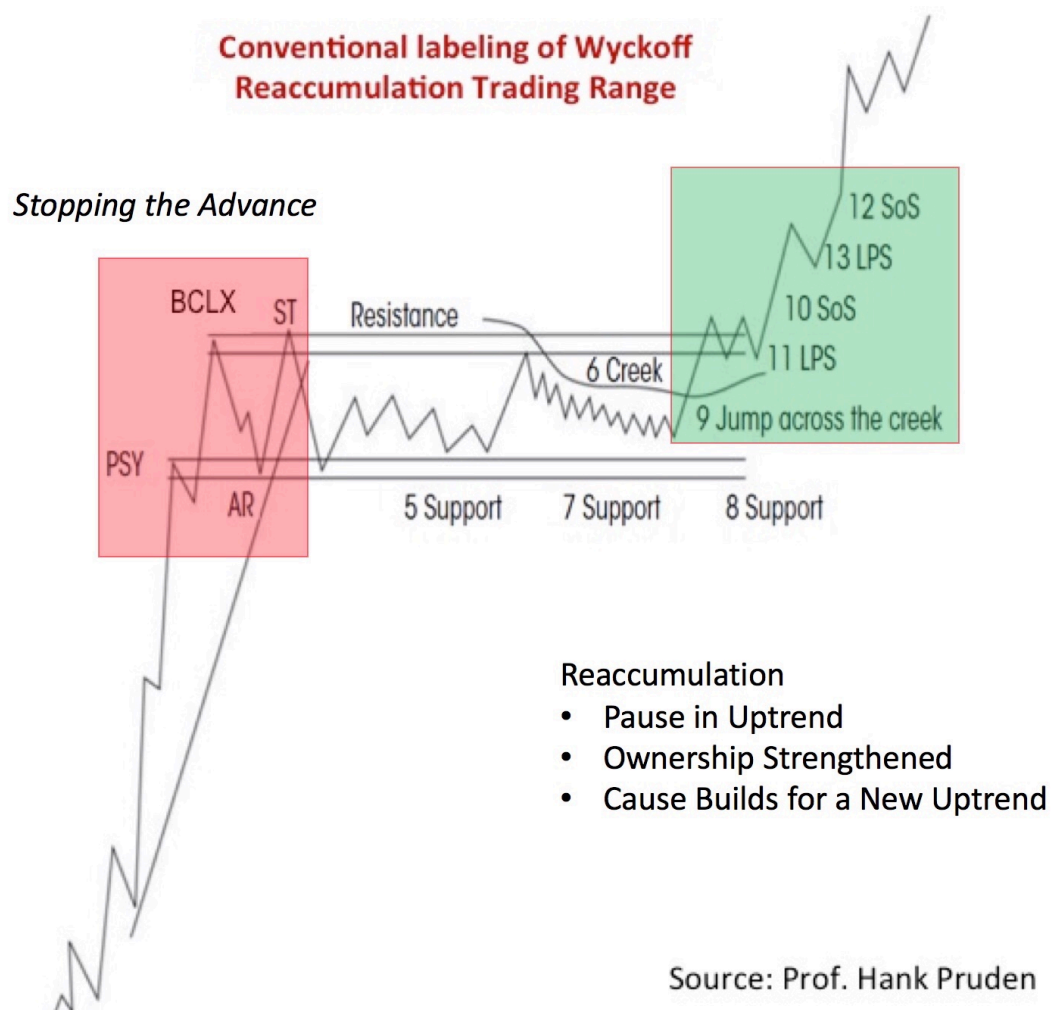 Conventional labeling of Wyckoff
Reaccumulation Trading Range
Stopping the Advance
12 SoS
13 LPS
BCLX
ST
Resistance
10 SoS
11 LPS
6 Creek
9 Jump across the creek
PSY
AR
5 Support
7 Support
8 Support
Reaccumulation
• Pause in Uptrend
• Ownership Strengthened
• Cause Builds for a New Uptrend
Source: Prof. Hank Pruden